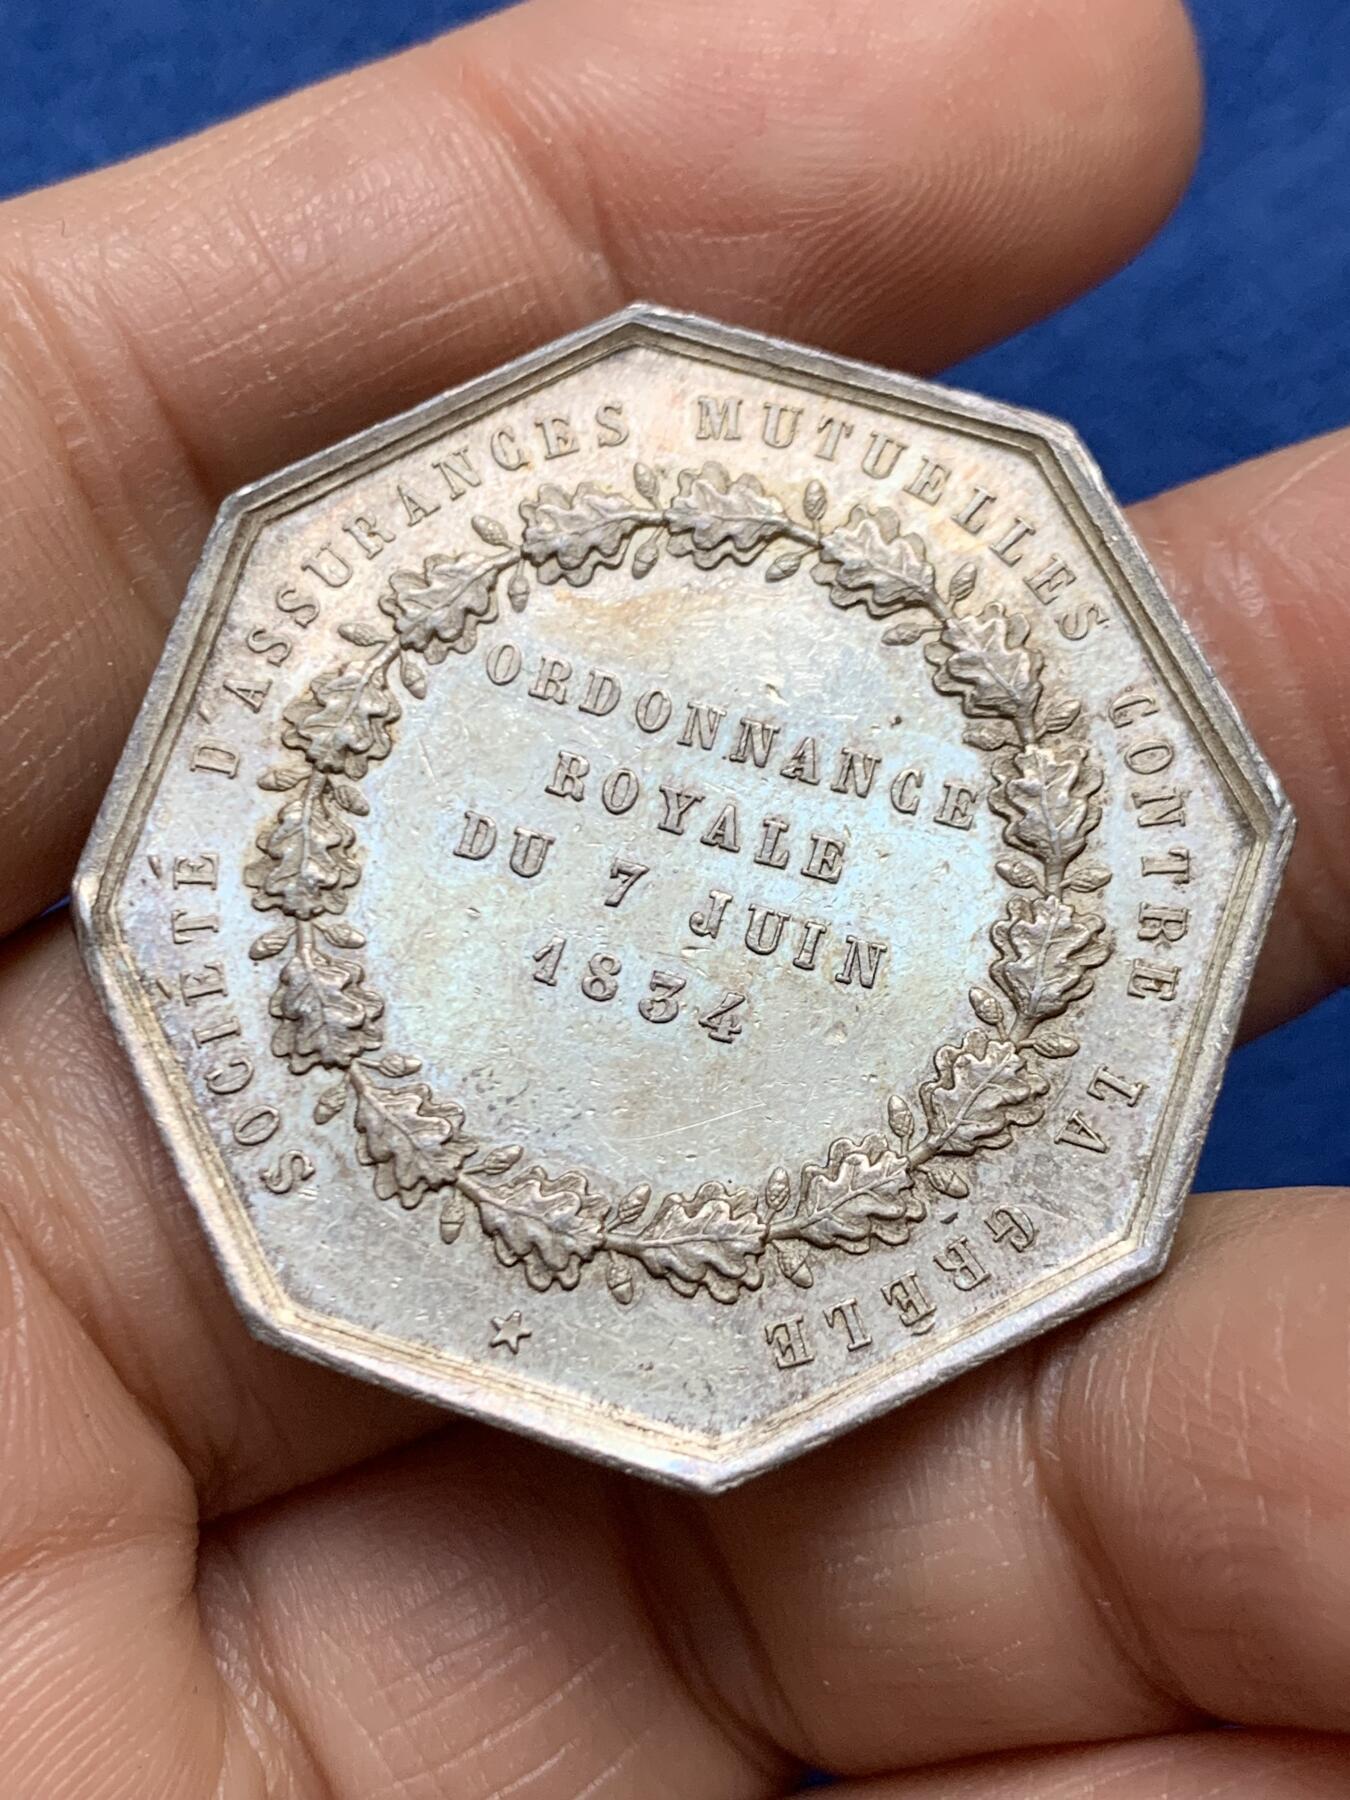 SOCIÉTÉ D'ASSURANCES MUTUELLES CONTRE LA GRÊLE
ORDONNANCE
ROYALE
DU 7 JUIN
1834